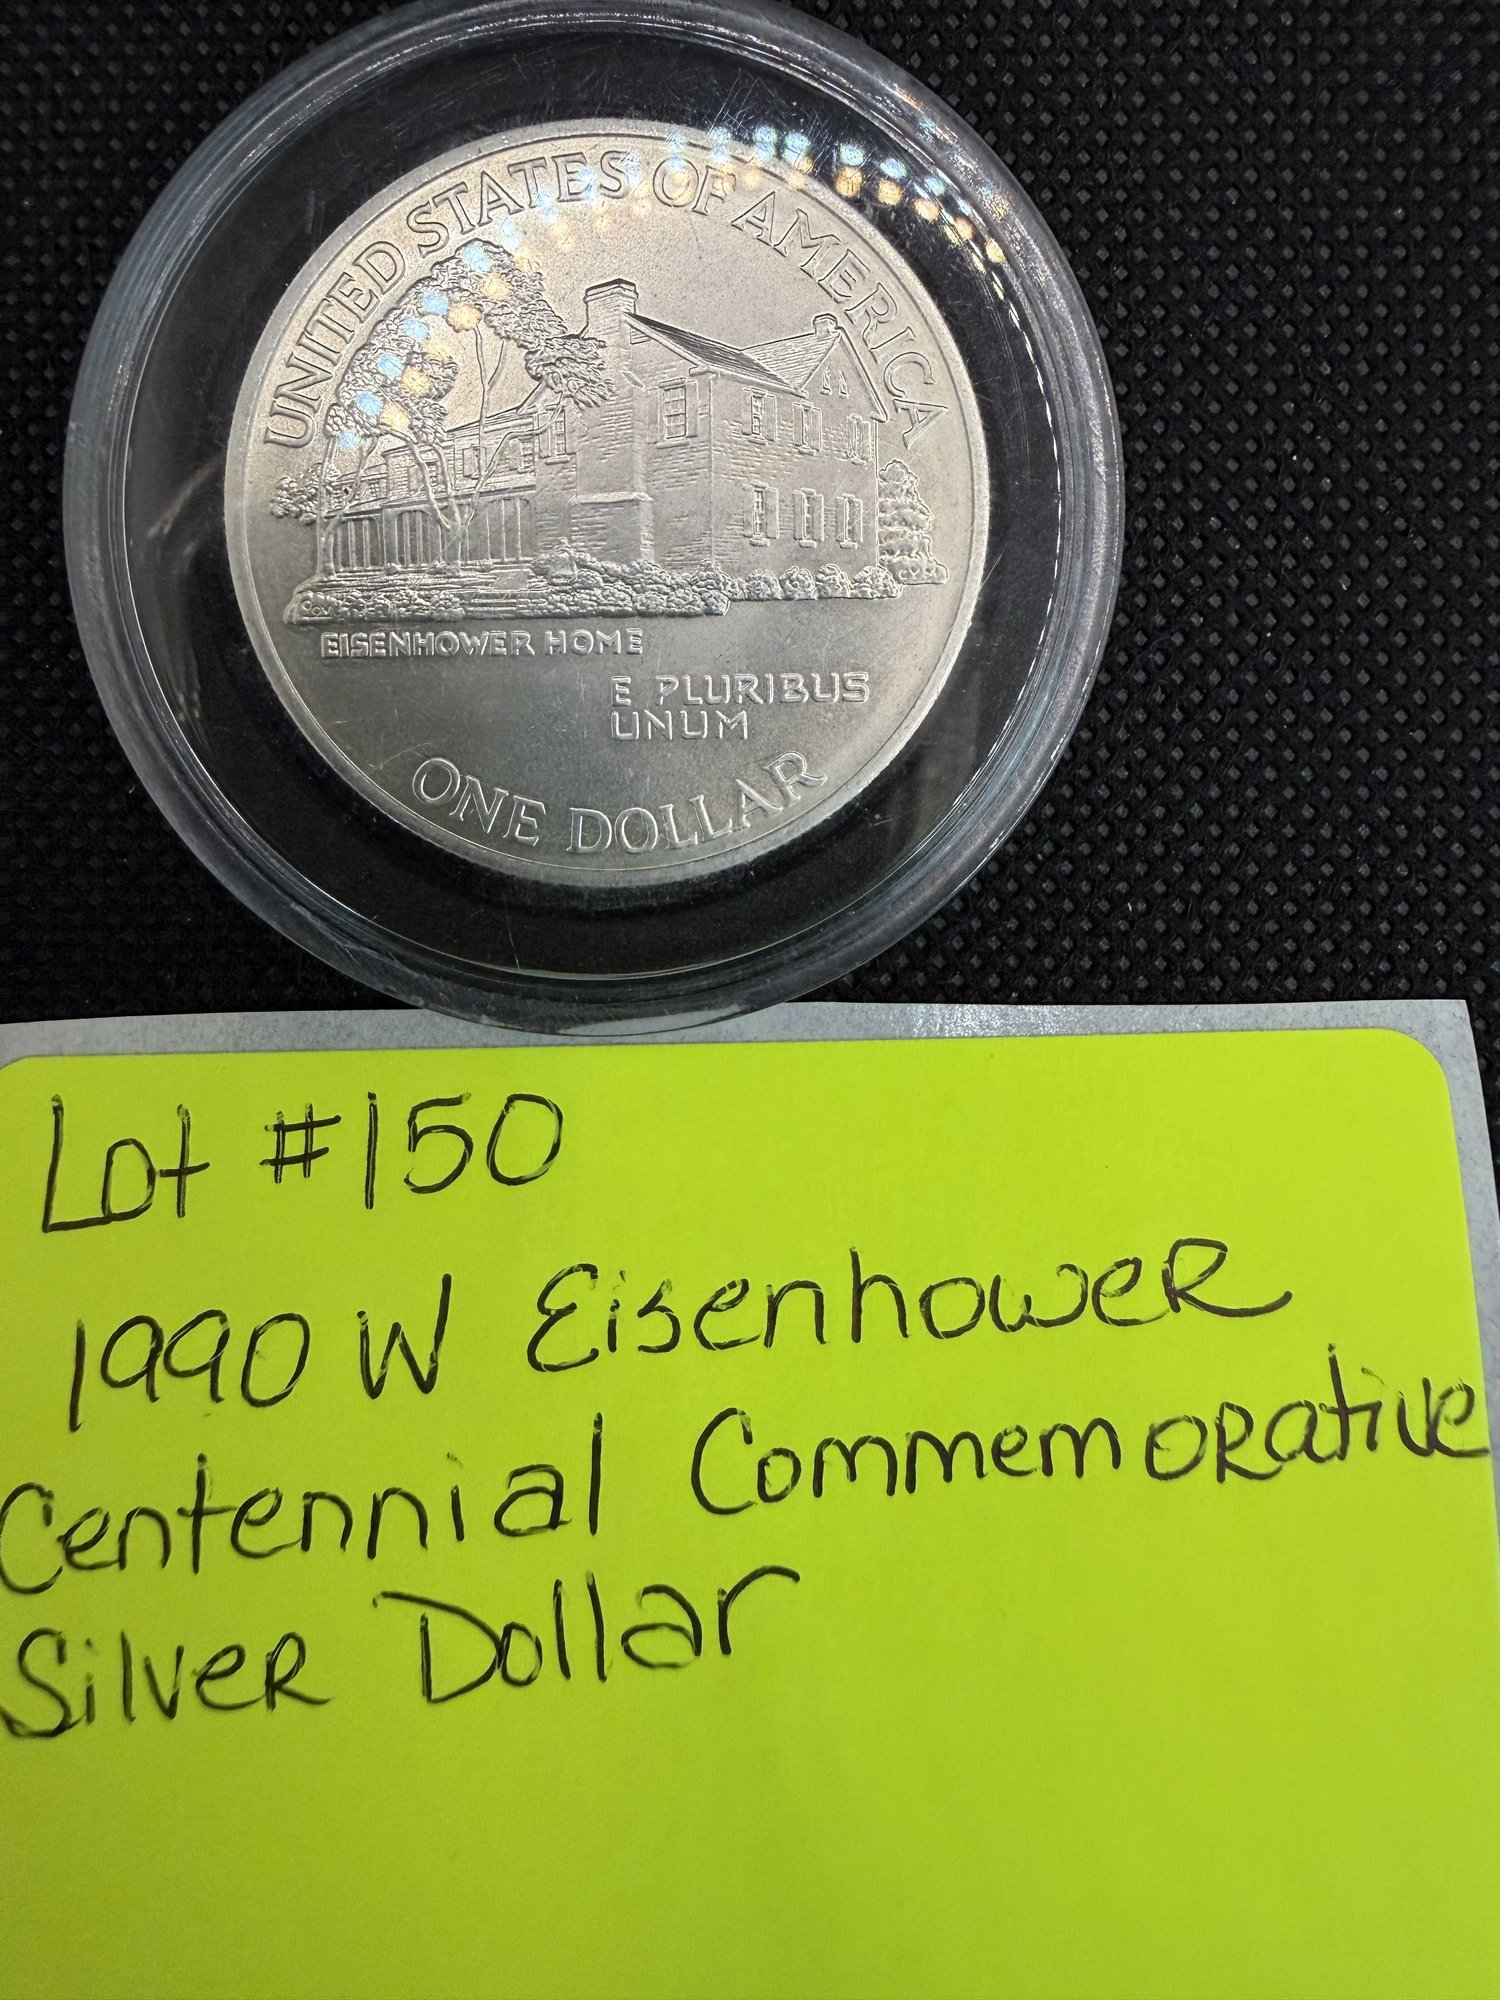 UNITED STATES OF AMERICA
EISENHOWER HOME
E PLURIBUS
UNUM
ONE DOLLAR
Lot #150
1990 W Eisenhower
Centennial Commemorative
Silver Dollar